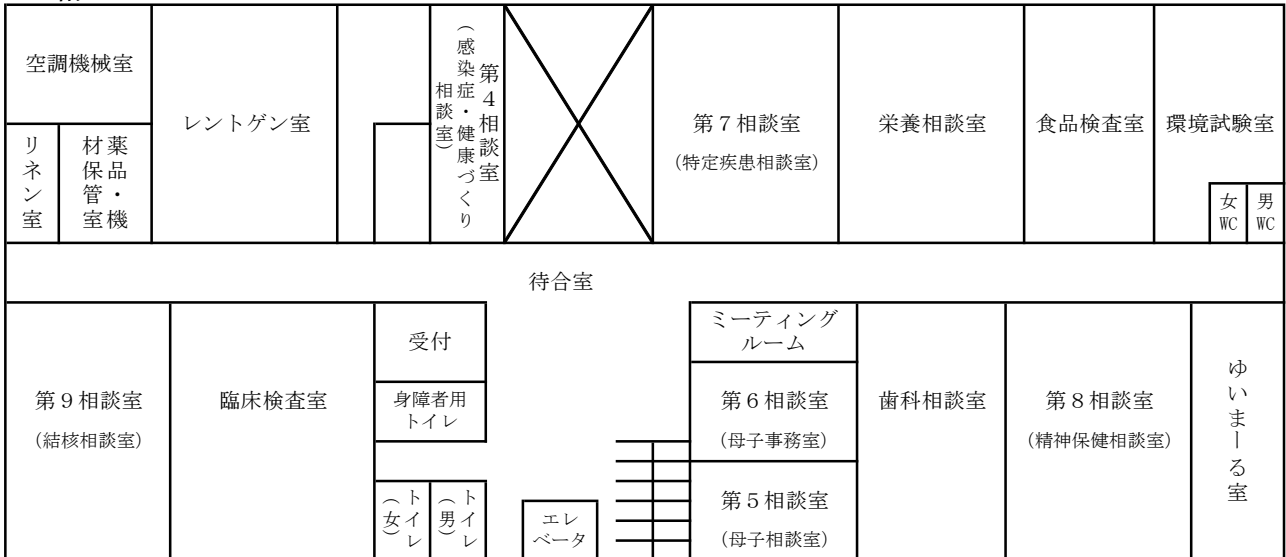 空調機械室
リネン室
薬品・機
材保管室
レントゲン室
第4相談室
(感染症・健康づくり
相談室)
第7相談室
(特定疾患相談室)
栄養相談室
食品検査室
環境試験室
女
WC
男
WC
待合室
第9相談室
(結核相談室)
臨床検査室
受付
身障者用
トイレ
トイレ
(女)
トイレ
(男)
エレ
ベータ
ミーティング
ルーム
第6相談室
(母子事務室)
第5相談室
(母子相談室)
歯科相談室
第8相談室
(精神保健相談室)
ゆいまーる室